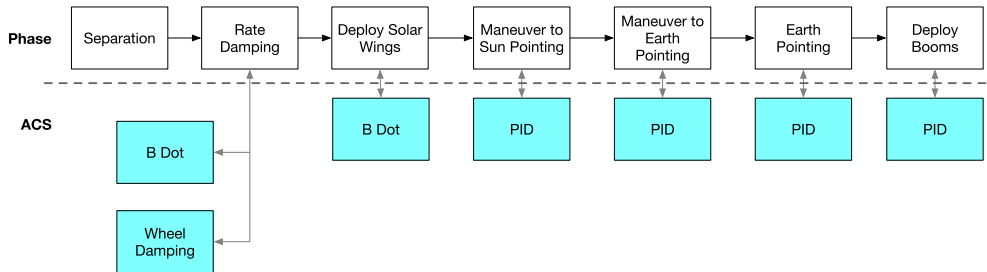 Phase
Separation
Rate
Damping
Deploy Solar
Wings
Maneuver to
Sun Pointing
Maneuver to
Earth
Pointing
Earth
Pointing
Deploy
Booms
ACS
B Dot
PID
PID
PID
PID
B Dot
Wheel
Damping